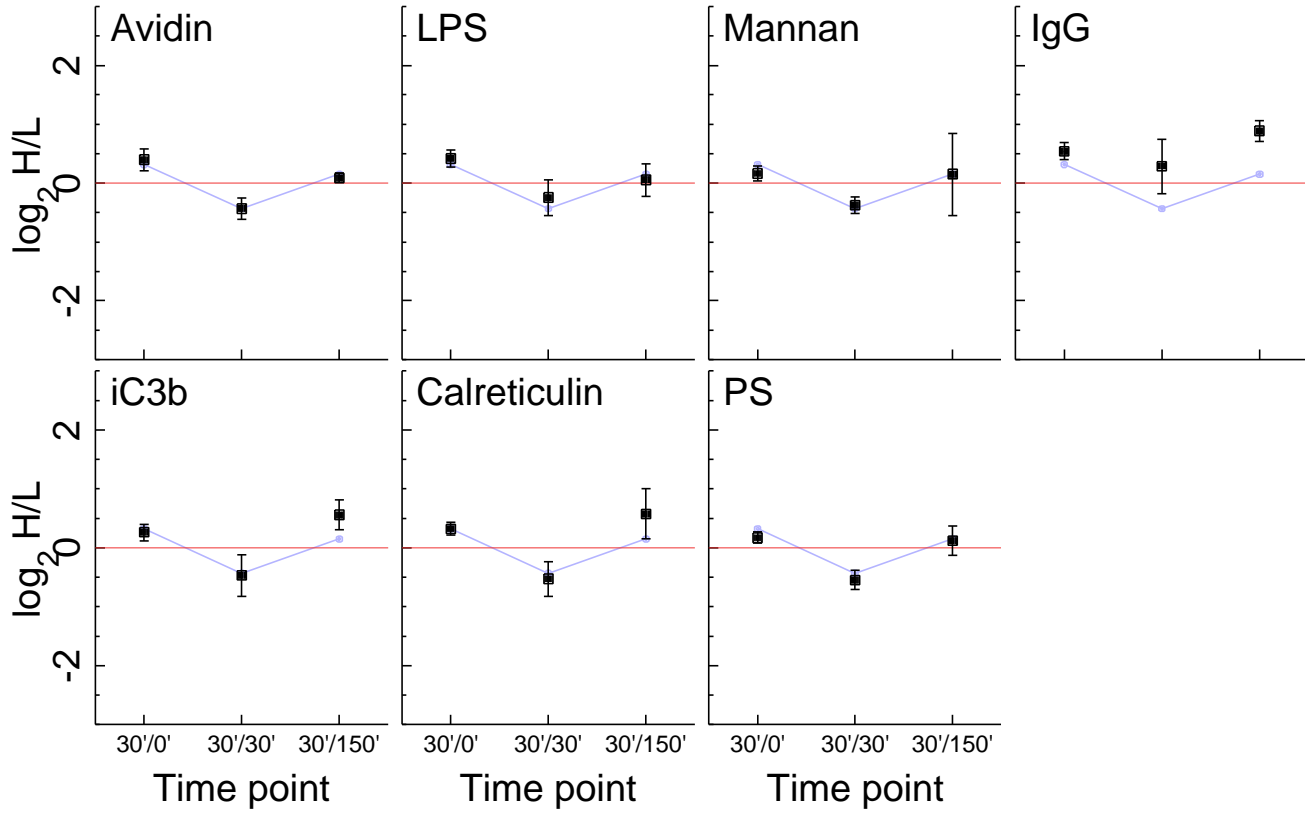 Avidin LPS Mannan IgG
2
0
-2
log2 H/L
iC3b Calreticulin PS
2
0
-2
log2 H/L
30'/0' 30'/30' 30'/150' 30'/0' 30'/30' 30'/150' 30'/0' 30'/30' 30'/150'
Time point Time point Time point